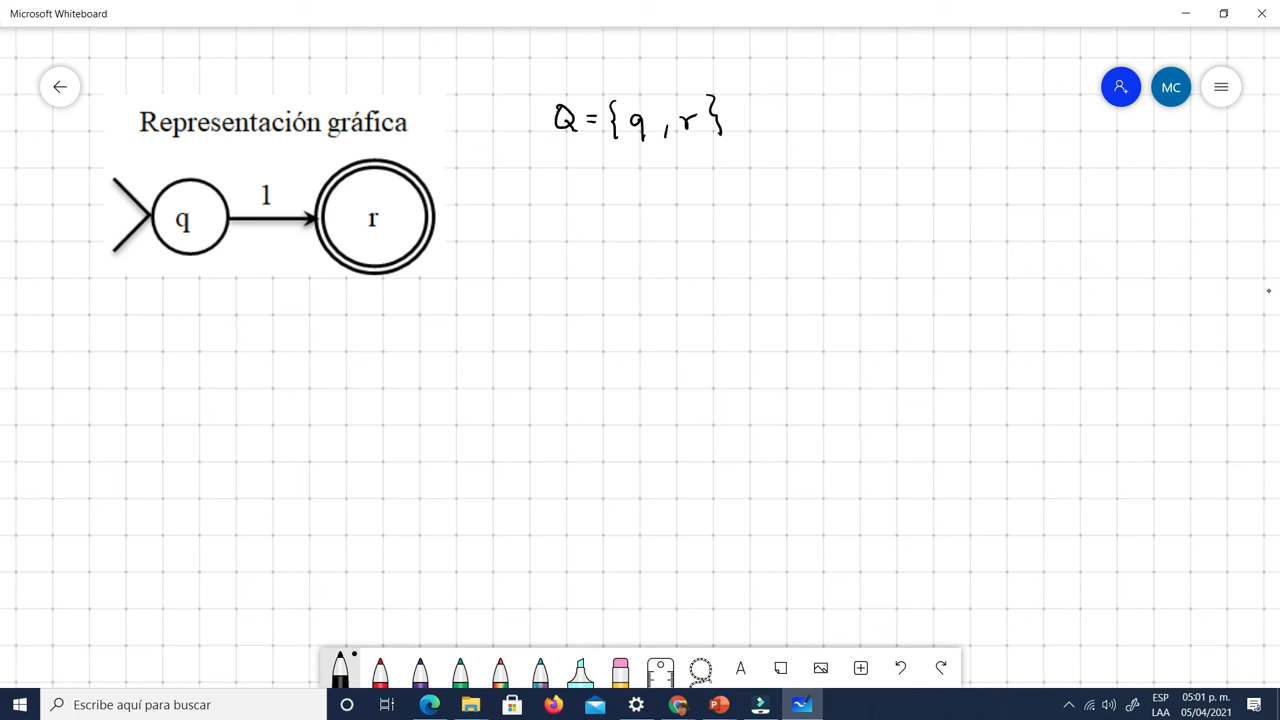 Microsoft Whiteboard
MC
Representación gráfica
Q = { q , r }
1
q
r
A
Escribe aquí para buscar
ESP
LAA
05:01 p. m.
05/04/2021